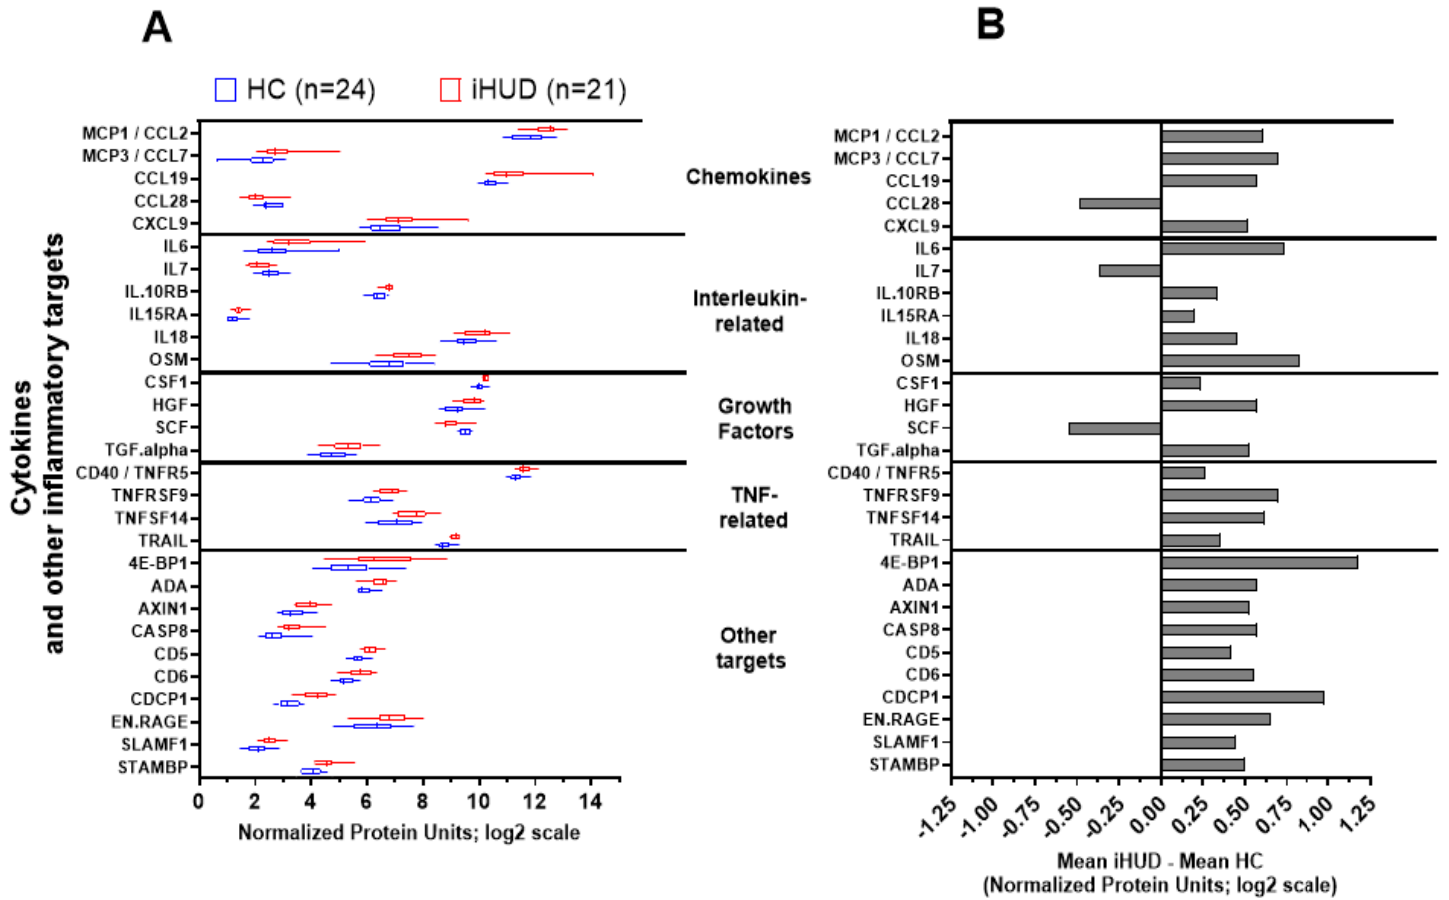 A
B
HC (n=24)
iHUD (n=21)
Cytokines
and other inflammatory targets
MCP1 / CCL2
MCP3 / CCL7
CCL19
CCL28
CXCL9
IL6
IL7
IL.10RB
IL15RA
IL18
OSM
CSF1
HGF
SCF
TGF.alpha
CD40 / TNFR5
TNFRSF9
TNFSF14
TRAIL
4E-BP1
ADA
AXIN1
CASP8
CD5
CD6
CDCP1
EN.RAGE
SLAMF1
STAMBP
0 2 4 6 8 10 12 14
Normalized Protein Units; log2 scale
Chemokines
Interleukin-
related
Growth
Factors
TNF-
related
Other
targets
MCP1 / CCL2
MCP3 / CCL7
CCL19
CCL28
CXCL9
IL6
IL7
IL.10RB
IL15RA
IL18
OSM
CSF1
HGF
SCF
TGF.alpha
CD40 / TNFR5
TNFRSF9
TNFSF14
TRAIL
4E-BP1
ADA
AXIN1
CASP8
CD5
CD6
CDCP1
EN.RAGE
SLAMF1
STAMBP
-1.25 -1.00 -0.75 -0.50 -0.25 0.00 0.25 0.50 0.75 1.00 1.25
Mean iHUD - Mean HC
(Normalized Protein Units; log2 scale)